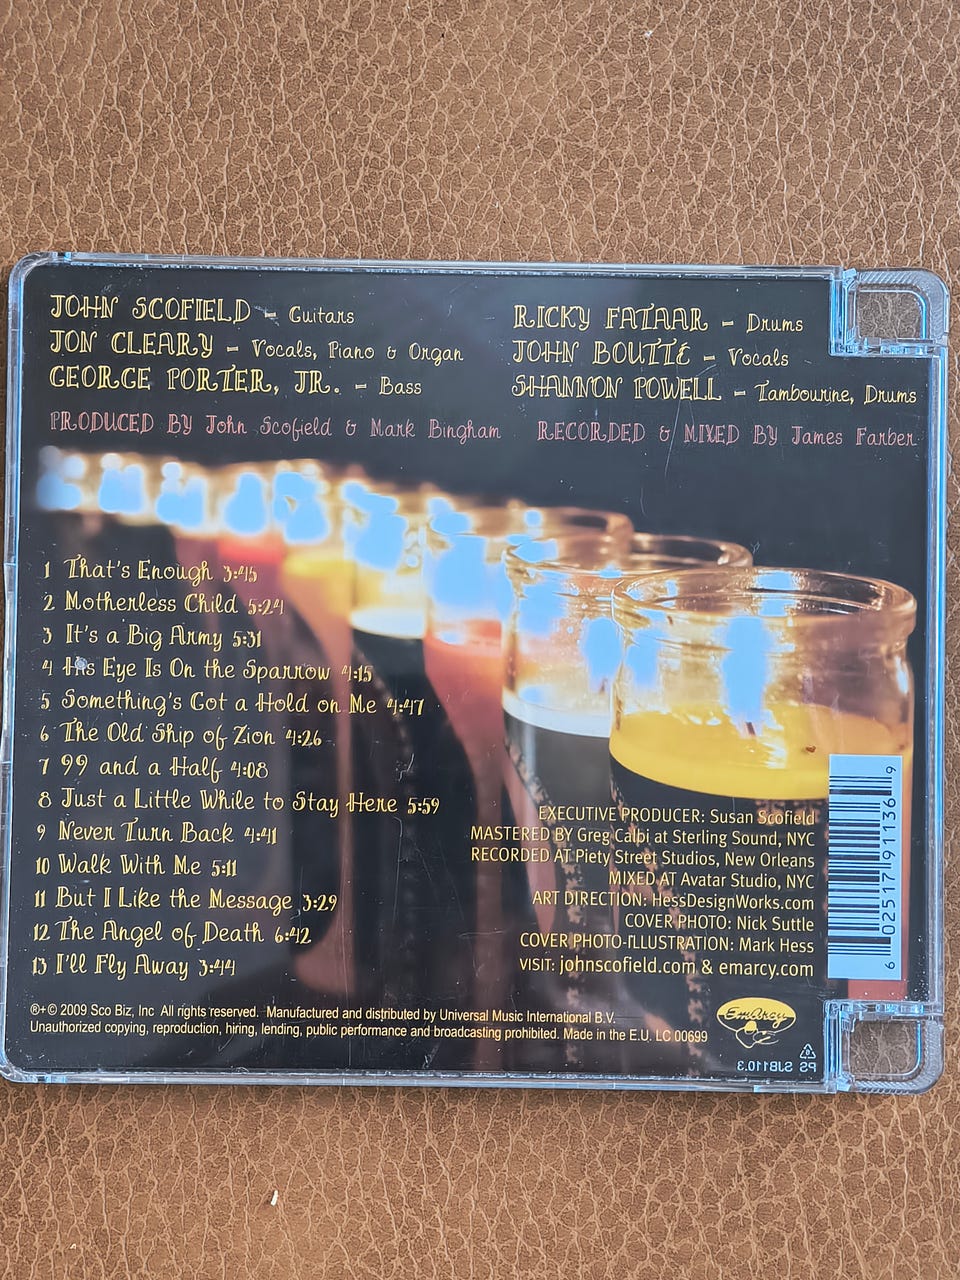 JOHN SCOFIELD – Guitars
JON CLEARY – Vocals, Piano & Organ
GEORGE PORTER, JR. – Bass
RICKY FATAAR – Drums
JOHN BOUTTÉ – Vocals
SHANNON POWELL – Tambourine, Drums
PRODUCED BY John Scofield & Mark Bingham
RECORDED & MIXED BY James Farber
1 That's Enough 3:45
2 Motherless Child 5:24
3 It's a Big Army 5:31
4 His Eye Is On the Sparrow 4:15
5 Something's Got a Hold on Me 4:47
6 The Old Ship of Zion 4:26
7 99 and a Half 4:08
8 Just a Little While to Stay Here 5:59
9 Never Turn Back 4:41
10 Walk With Me 5:11
11 But I Like the Message 3:29
12 The Angel of Death 6:42
13 I'll Fly Away 3:44
EXECUTIVE PRODUCER: Susan Scofield
MASTERED BY Greg Calbi at Sterling Sound, NYC
RECORDED AT Piety Street Studios, New Orleans
MIXED AT Avatar Studio, NYC
ART DIRECTION: HessDesignWorks.com
COVER PHOTO: Nick Suttle
COVER PHOTO-ILLUSTRATION: Mark Hess
VISIT: johnscofield.com & emarcy.com
6 02517 91136 9
℗+© 2009 Sco Biz, Inc All rights reserved. Manufactured and distributed by Universal Music International B.V.
Unauthorized copying, reproduction, hiring, lending, public performance and broadcasting prohibited. Made in the E.U. LC 00699
EmArcy
PS SJB110.3